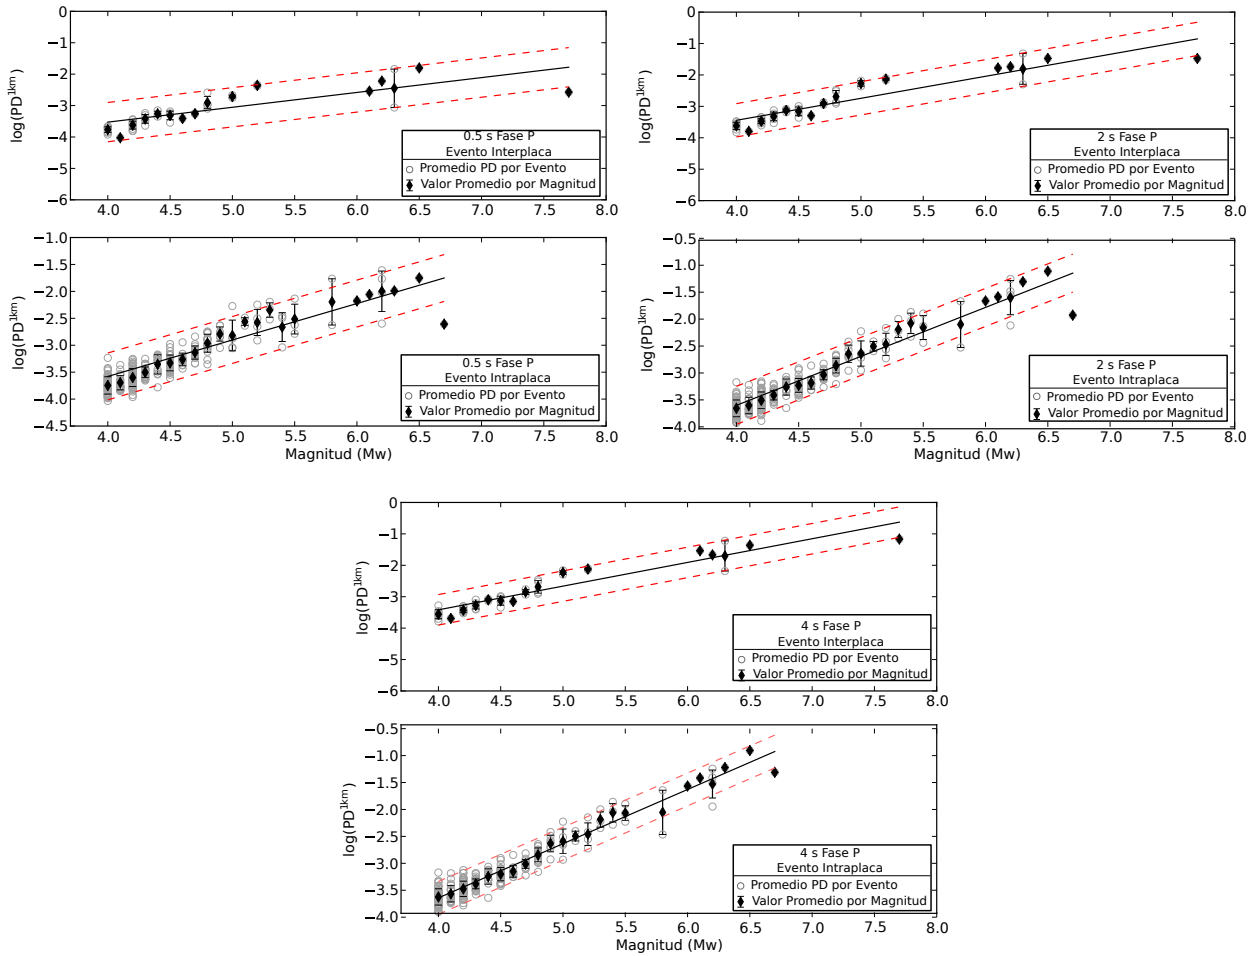 0
−1
−2
−3
−4
−5
−6
log(PD^1km)
4.0 4.5 5.0 5.5 6.0 6.5 7.0 7.5 8.0
0.5 s Fase P
Evento Interplaca
Promedio PD por Evento
Valor Promedio por Magnitud
−1.0
−1.5
−2.0
−2.5
−3.0
−3.5
−4.0
−4.5
log(PD^1km)
4.0 4.5 5.0 5.5 6.0 6.5 7.0 7.5 8.0
Magnitud (Mw)
0.5 s Fase P
Evento Intraplaca
Promedio PD por Evento
Valor Promedio por Magnitud
0
−1
−2
−3
−4
−5
−6
log(PD^1km)
4.0 4.5 5.0 5.5 6.0 6.5 7.0 7.5 8.0
2 s Fase P
Evento Interplaca
Promedio PD por Evento
Valor Promedio por Magnitud
−0.5
−1.0
−1.5
−2.0
−2.5
−3.0
−3.5
−4.0
log(PD^1km)
4.0 4.5 5.0 5.5 6.0 6.5 7.0 7.5 8.0
Magnitud (Mw)
2 s Fase P
Evento Intraplaca
Promedio PD por Evento
Valor Promedio por Magnitud
0
−1
−2
−3
−4
−5
−6
log(PD^1km)
4.0 4.5 5.0 5.5 6.0 6.5 7.0 7.5 8.0
4 s Fase P
Evento Interplaca
Promedio PD por Evento
Valor Promedio por Magnitud
−0.5
−1.0
−1.5
−2.0
−2.5
−3.0
−3.5
−4.0
log(PD^1km)
4.0 4.5 5.0 5.5 6.0 6.5 7.0 7.5 8.0
Magnitud (Mw)
4 s Fase P
Evento Intraplaca
Promedio PD por Evento
Valor Promedio por Magnitud